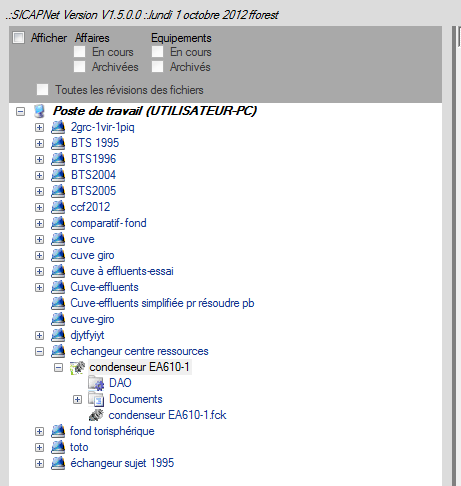 .:SICAPNet Version V1.5.0.0 :.lundi 1 octobre 2012fforest
Afficher Affaires Equipements
En cours En cours
Archivées Archivés
Toutes les révisions des fichiers
Poste de travail (UTILISATEUR-PC)
2grc-1vir-1piq
BTS 1995
BTS1996
BTS2004
BTS2005
ccf2012
comparatif-fond
cuve
cuve giro
cuve à effluents-essai
Cuve-effluents
Cuve-effluents simplifiée pr résoudre pb
cuve-giro
djytfyiyt
echangeur centre ressources
condenseur EA610-1
DAO
Documents
condenseur EA610-1.fck
fond torisphérique
toto
échangeur sujet 1995